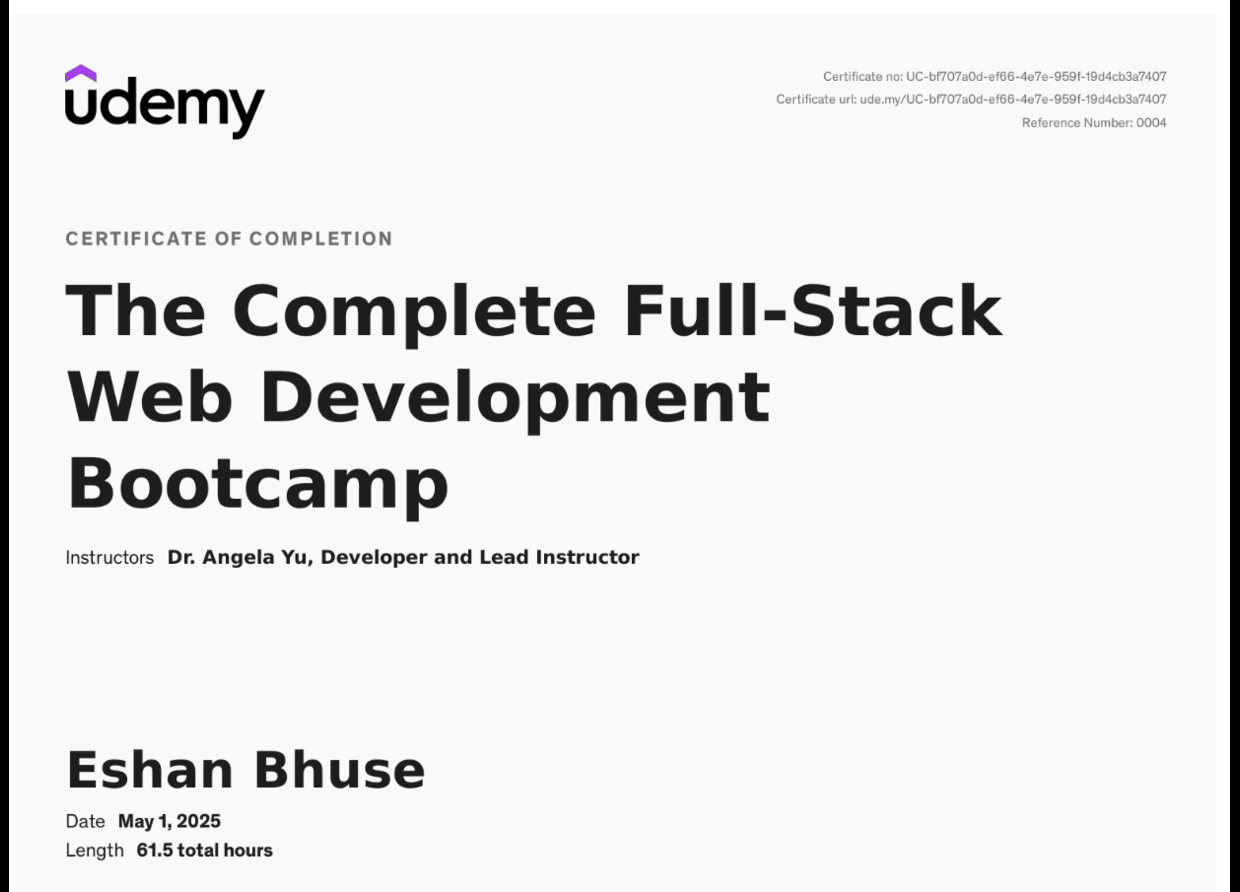 udemy
Certificate no: UC-bf707a0d-ef66-4e7e-959f-19d4cb3a7407
Certificate url: ude.my/UC-bf707a0d-ef66-4e7e-959f-19d4cb3a7407
Reference Number: 0004
CERTIFICATE OF COMPLETION
The Complete Full-Stack
Web Development
Bootcamp
Instructors Dr. Angela Yu, Developer and Lead Instructor
Eshan Bhuse
Date May 1, 2025
Length 61.5 total hours